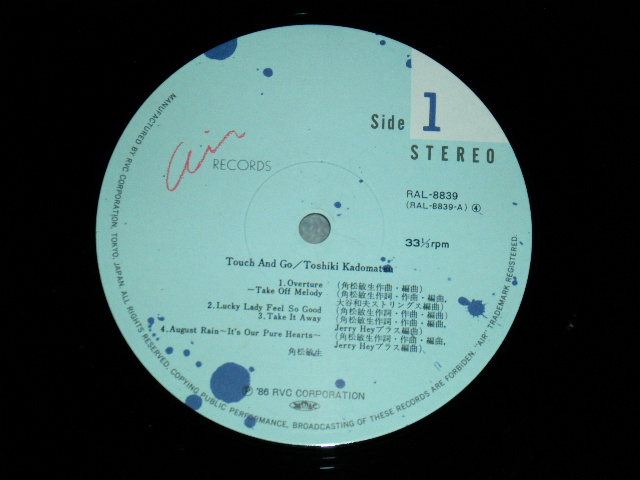 Side 1
STEREO
Air RECORDS
RAL-8839
(RAL-8839-A) ④
33⅓rpm
Touch And Go/Toshiki Kadomatsu
1.Overture (角松敏生作曲・編曲)
~Take Off Melody (角松敏生作詞・作曲・編曲,
大谷和夫ストリングス編曲)
2.Lucky Lady Feel So Good (角松敏生作詞・作曲・編曲)
3.Take It Away (角松敏生作詞・作曲・編曲,
Jerry Heyブラス編曲)
4.August Rain~It's Our Pure Hearts~ (角松敏生作詞・作曲・編曲,
Jerry Heyブラス編曲)
角松敏生
Ⓟ '86 RVC CORPORATION
MANUFACTURED BY RVC CORPORATION, TOKYO, JAPAN. ALL RIGHTS RESERVED. COPYING, PUBLIC PERFORMANCE, BROADCASTING OF THESE RECORDS ARE FORBIDDEN. "AIR" TRADEMARK REGISTERED.